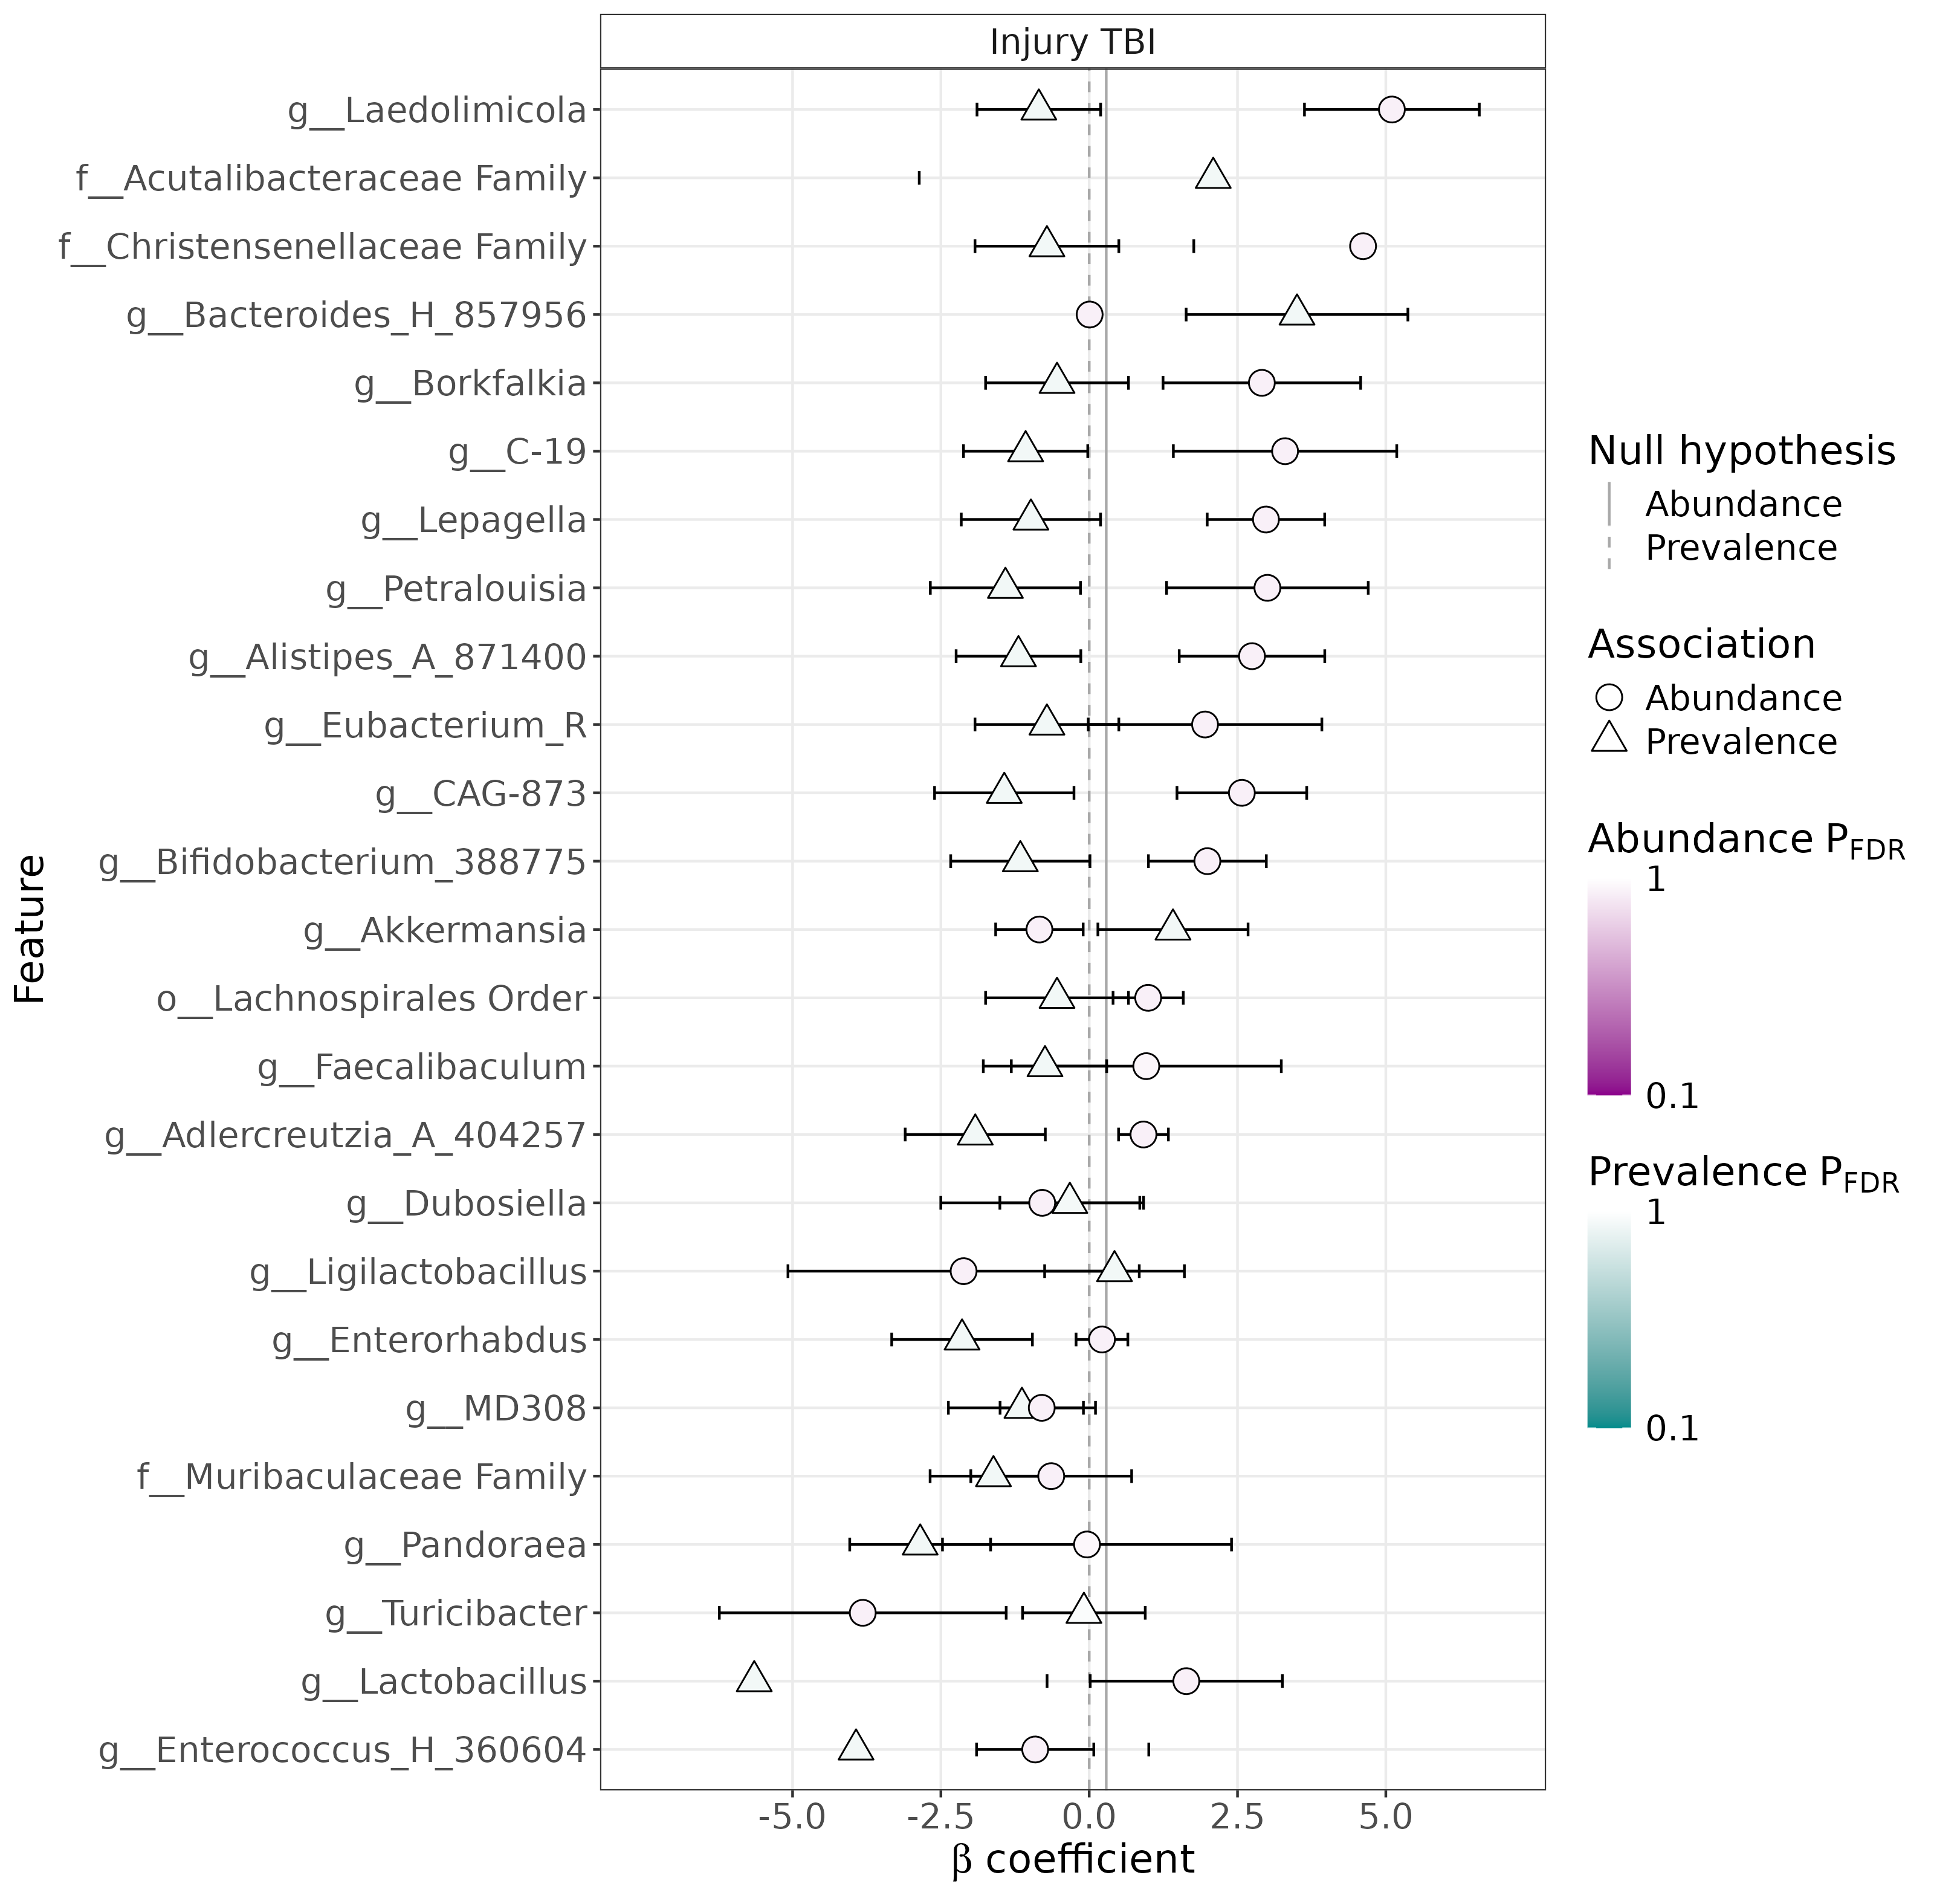 Injury TBI
g__Laedolimicola
f__Acutalibacteraceae Family
f__Christensenellaceae Family
g__Bacteroides_H_857956
g__Borkfalkia
g__C-19
g__Lepagella
g__Petralouisia
g__Alistipes_A_871400
g__Eubacterium_R
g__CAG-873
g__Bifidobacterium_388775
g__Akkermansia
o__Lachnospirales Order
g__Faecalibaculum
g__Adlercreutzia_A_404257
g__Dubosiella
g__Ligilactobacillus
g__Enterorhabdus
g__MD308
f__Muribaculaceae Family
g__Pandoraea
g__Turicibacter
g__Lactobacillus
g__Enterococcus_H_360604
Feature
-5.0 -2.5 0.0 2.5 5.0
β coefficient
Null hypothesis
Abundance
Prevalence
Association
Abundance
Prevalence
Abundance PFDR
1
0.1
Prevalence PFDR
1
0.1